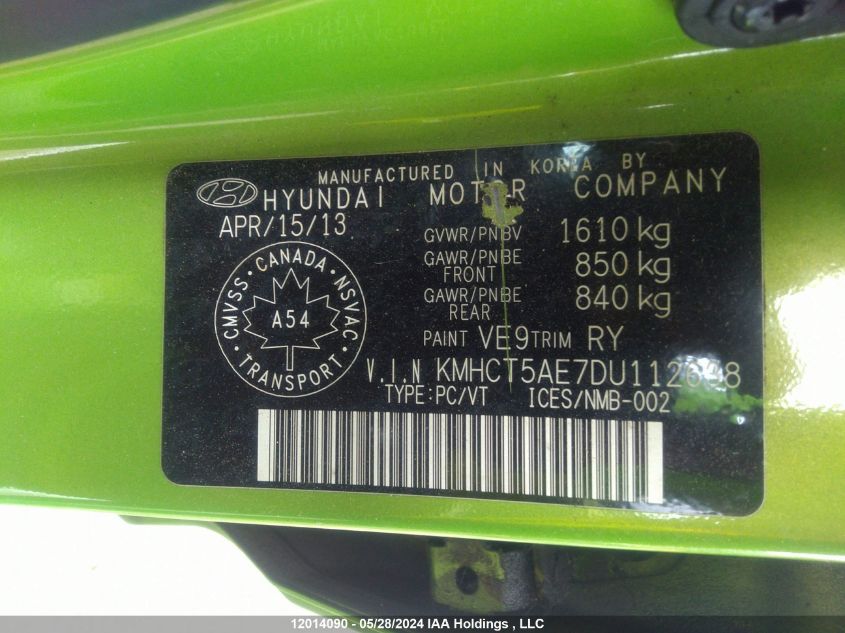 MANUFACTURED IN KOREA BY
HYUNDAI MOTOR COMPANY
APR/15/13
GVWR/PNBV 1610 kg
GAWR/PNBE FRONT 850 kg
GAWR/PNBE REAR 840 kg
PAINT VE9 TRIM RY
CMVSS • CANADA • NSVAC • TRANSPORT •
A54
V.I.N
TYPE:PC/VT ICES/NMB-002
12014090 - 05/28/2024 IAA Holdings , LLC